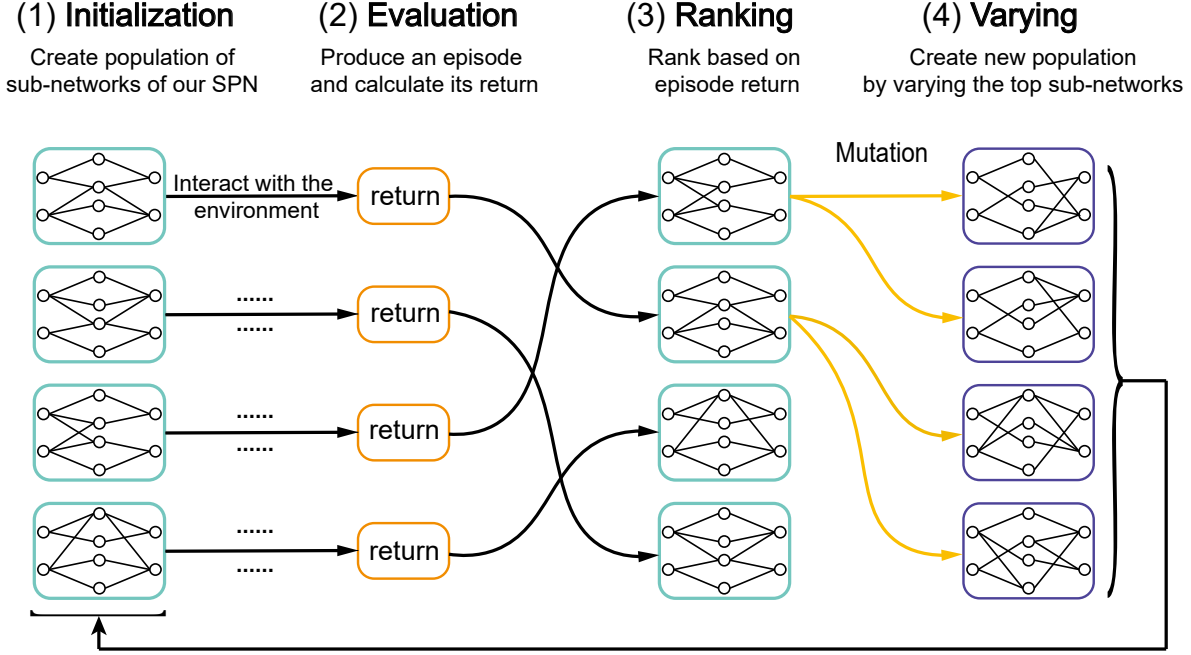 (1) Initialization
Create population of
sub-networks of our SPN
(2) Evaluation
Produce an episode
and calculate its return
(3) Ranking
Rank based on
episode return
(4) Varying
Create new population
by varying the top sub-networks
Interact with the
environment
return
Mutation
......
......
return
......
......
return
......
......
return